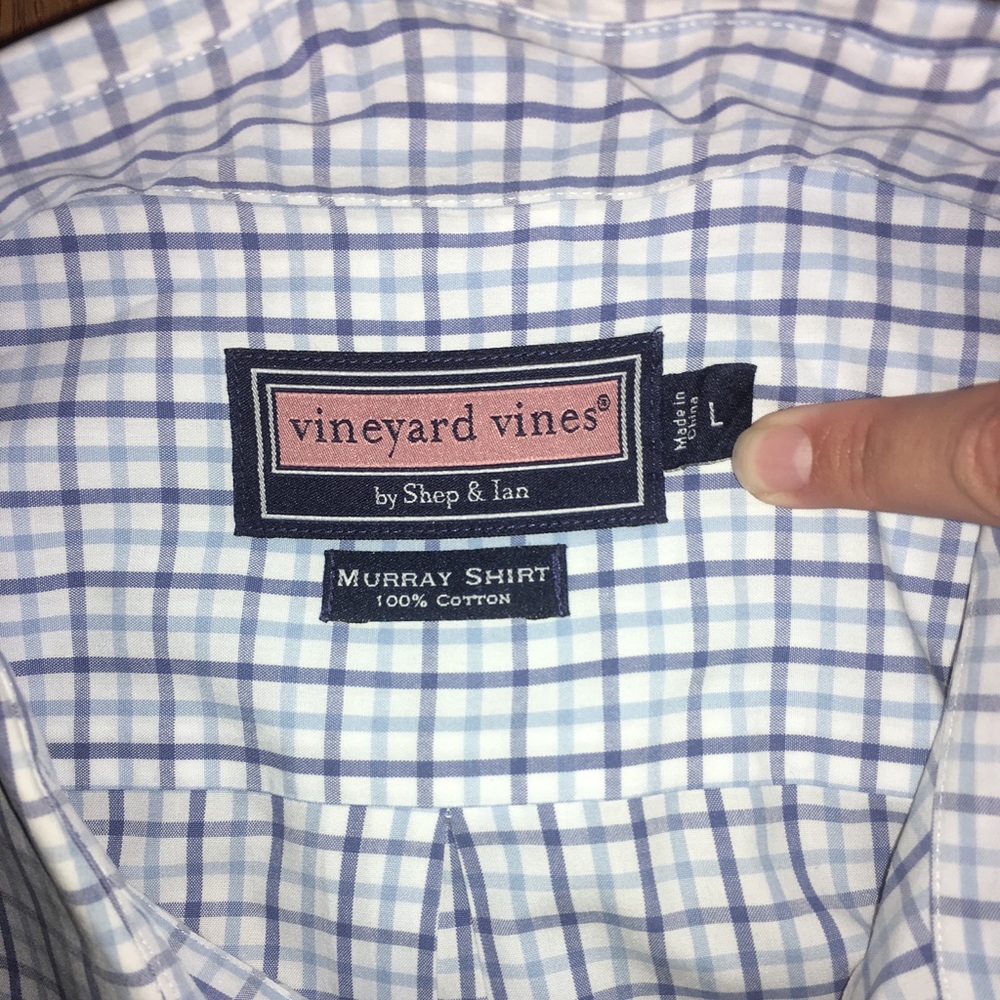 vineyard vines®
by Shep & Ian
Made in
China
L
MURRAY SHIRT
100% COTTON